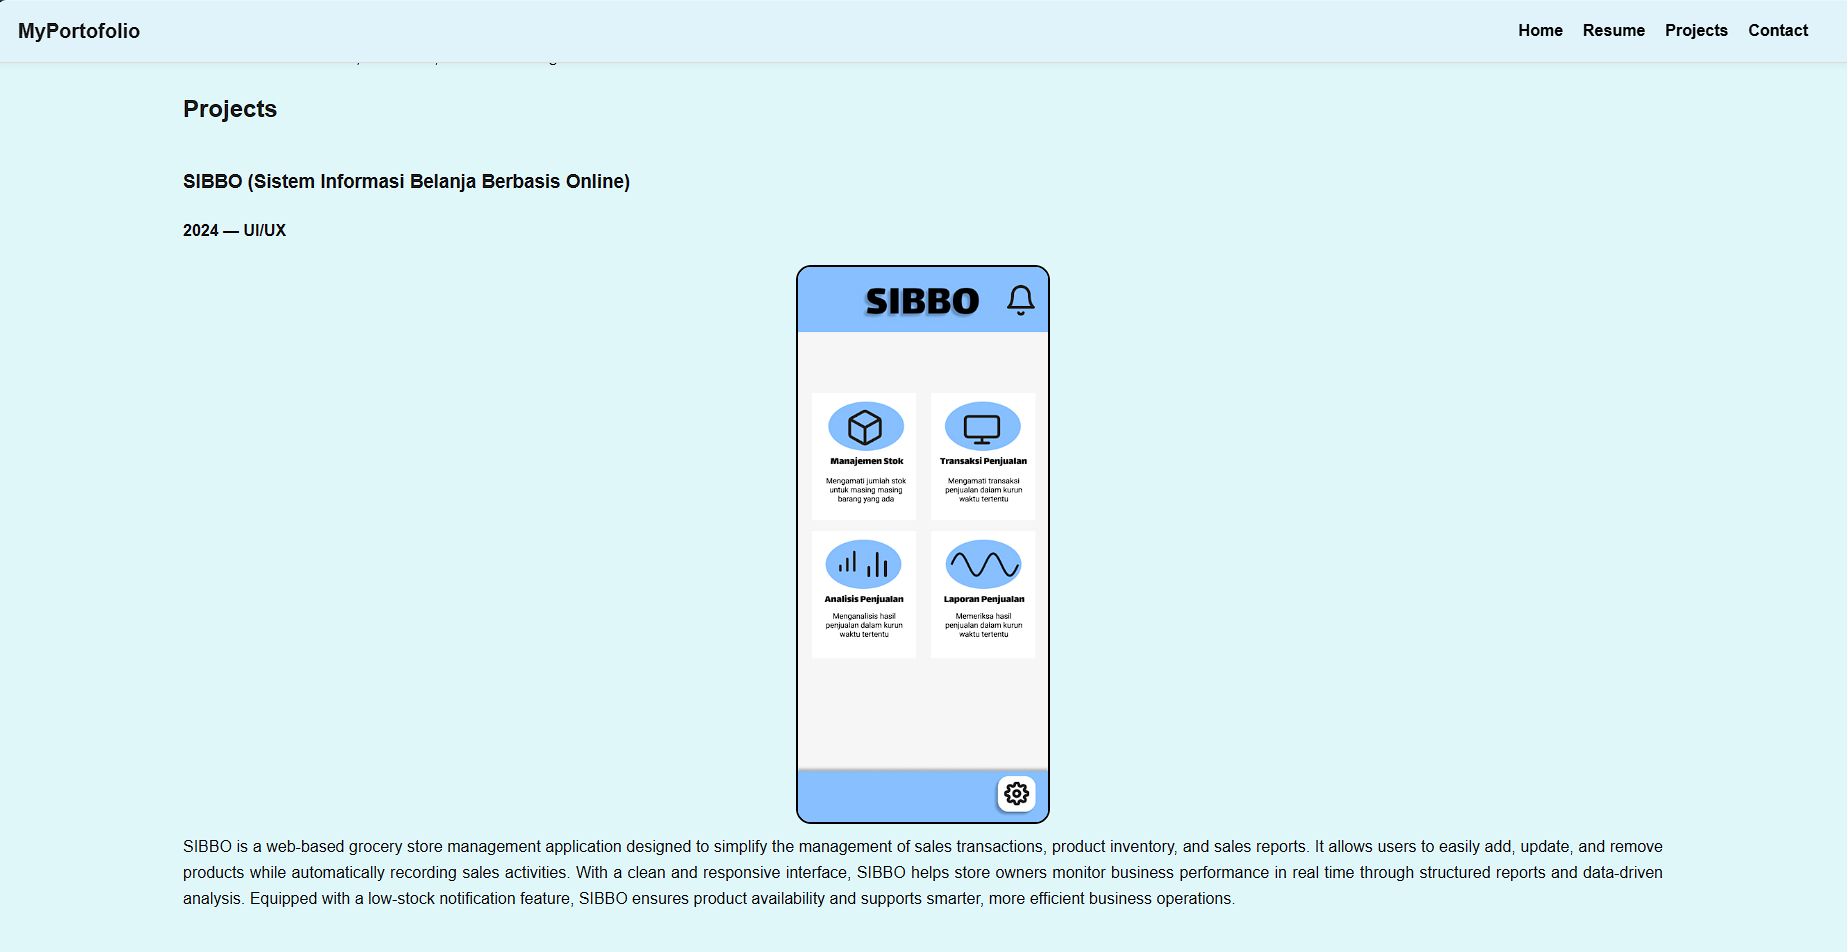 MyPortofolio
Home Resume Projects Contact
Projects
SIBBO (Sistem Informasi Belanja Berbasis Online)
2024 — UI/UX
SIBBO
Manajemen Stok
Mengamati jumlah stok
untuk masing masing
barang yang ada
Transaksi Penjualan
Mengamati transaksi
penjualan dalam kurun
waktu tertentu
Analisis Penjualan
Menganalisis hasil
penjualan dalam kurun
waktu tertentu
Laporan Penjualan
Memeriksa hasil
penjualan dalam kurun
waktu tertentu
SIBBO is a web-based grocery store management application designed to simplify the management of sales transactions, product inventory, and sales reports. It allows users to easily add, update, and remove
products while automatically recording sales activities. With a clean and responsive interface, SIBBO helps store owners monitor business performance in real time through structured reports and data-driven
analysis. Equipped with a low-stock notification feature, SIBBO ensures product availability and supports smarter, more efficient business operations.